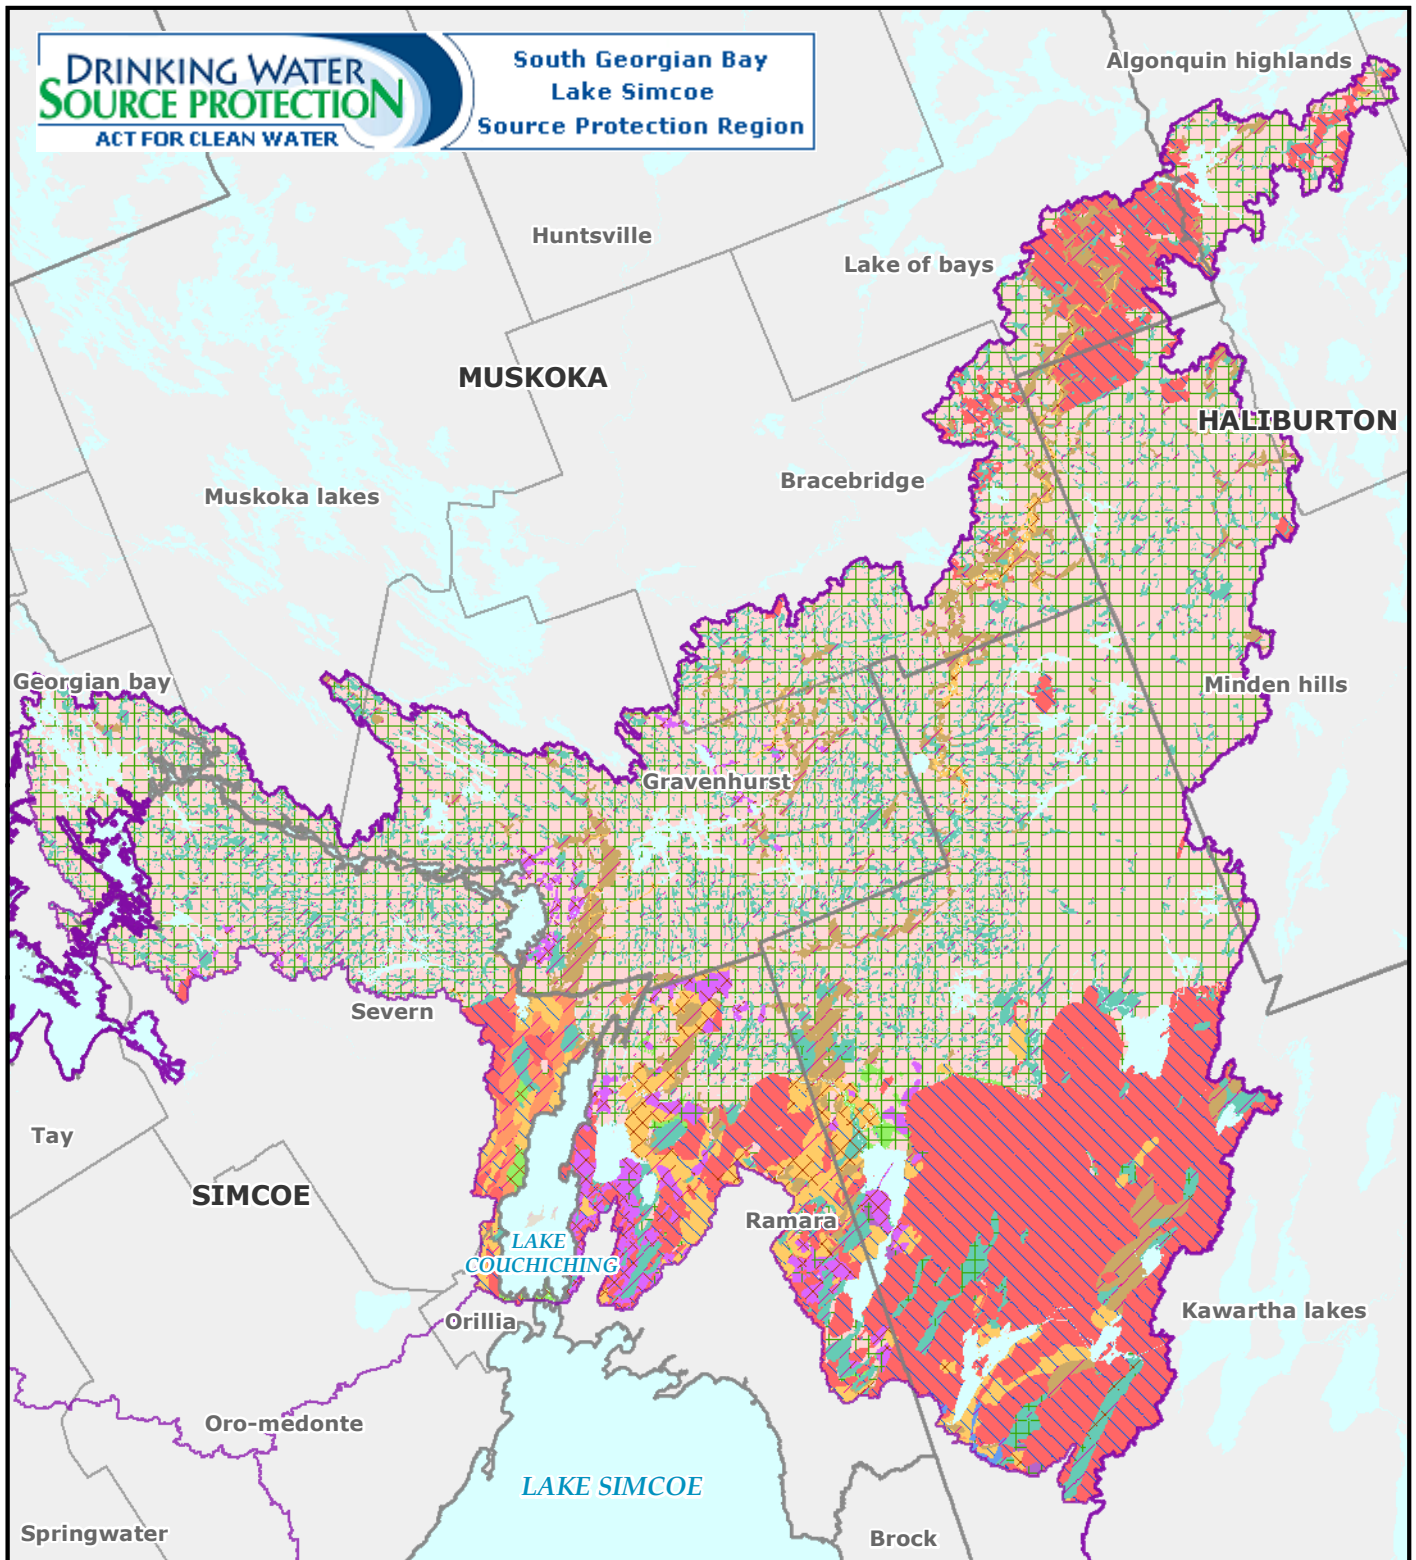 DRINKING WATER
SOURCE PROTECTION
ACT FOR CLEAN WATER
South Georgian Bay
Lake Simcoe
Source Protection Region
Algonquin highlands
Huntsville
Lake of bays
MUSKOKA
HALIBURTON
Bracebridge
Muskoka lakes
Georgian bay
Minden hills
Gravenhurst
Severn
Tay
SIMCOE
Ramara
LAKE
COUCHICHING
Kawartha lakes
Orillia
Oro-medonte
LAKE SIMCOE
Springwater
Brock